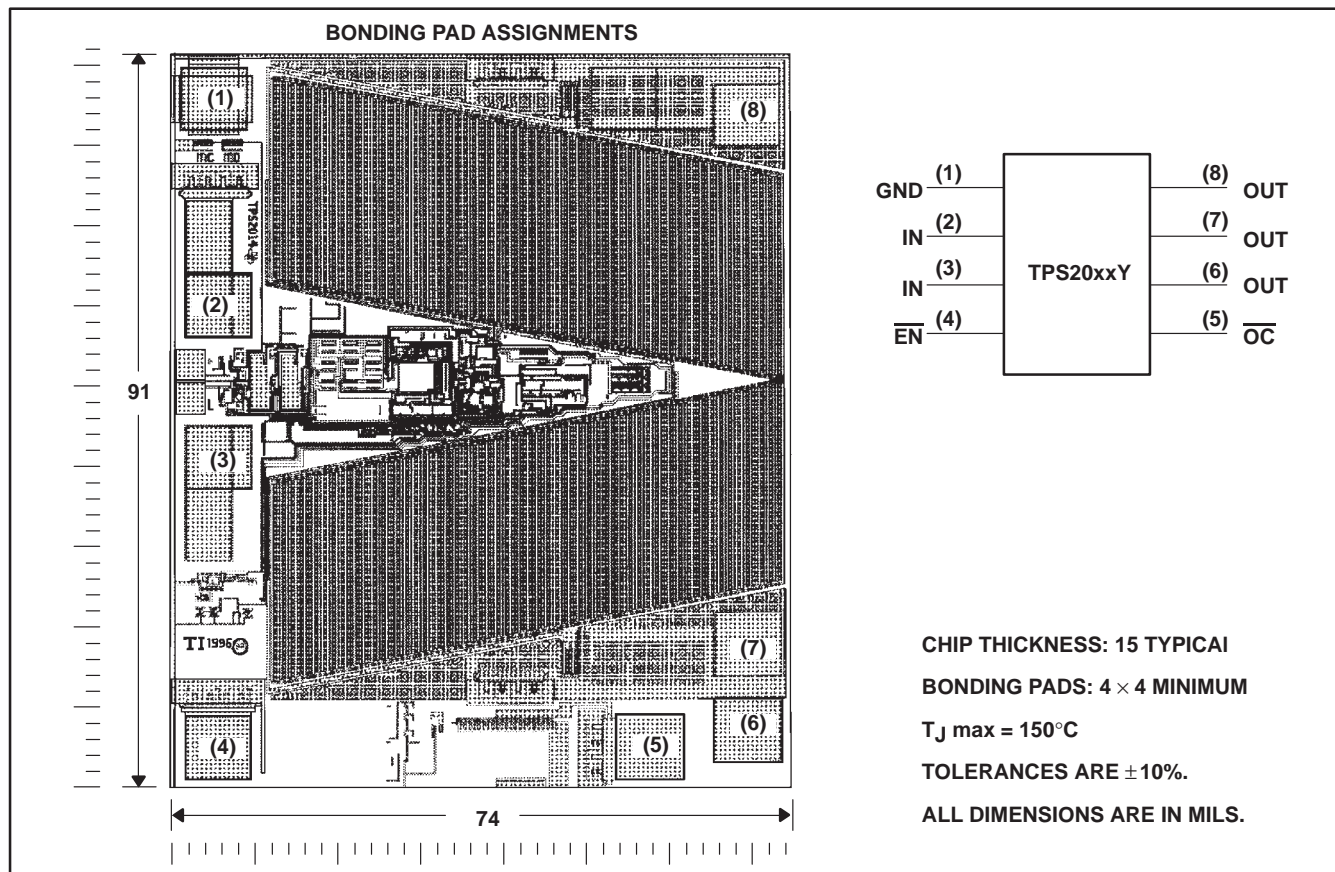 BONDING PAD ASSIGNMENTS
(1)
(8)
TPS2014
(2)
91
(3)
TI 1996
(7)
(4)
(5)
(6)
74
GND (1)
IN (2)
IN (3)
EN (4)
TPS20xxY
(8) OUT
(7) OUT
(6) OUT
(5) OC
CHIP THICKNESS: 15 TYPICAl
BONDING PADS: 4 × 4 MINIMUM
TJ max = 150°C
TOLERANCES ARE ±10%.
ALL DIMENSIONS ARE IN MILS.